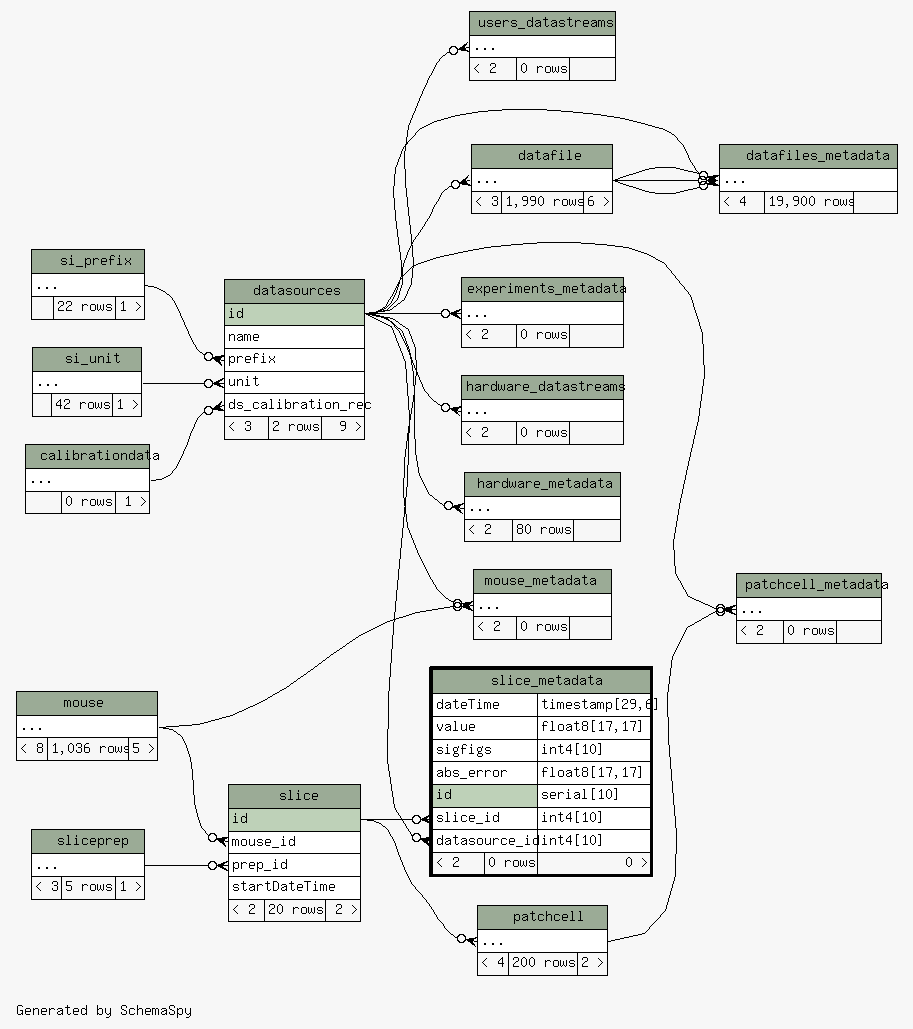 users_datastreams
...
< 2 0 rows
datafile
...
< 3 1,990 rows 6 >
datafiles_metadata
...
< 4 19,900 rows
si_prefix
...
22 rows 1 >
datasources
id
name
prefix
unit
ds_calibration_rec
< 3 2 rows 9 >
experiments_metadata
...
< 2 0 rows
si_unit
...
42 rows 1 >
hardware_datastreams
...
< 2 0 rows
calibrationdata
...
0 rows 1 >
hardware_metadata
...
< 2 80 rows
mouse_metadata
...
< 2 0 rows
patchcell_metadata
...
< 2 0 rows
mouse
...
< 8 1,036 rows 5 >
slice_metadata
dateTime timestamp[29,6]
value float8[17,17]
sigfigs int4[10]
abs_error float8[17,17]
id serial[10]
slice_id int4[10]
datasource_id int4[10]
< 2 0 rows 0 >
slice
id
mouse_id
prep_id
startDateTime
< 2 20 rows 2 >
sliceprep
...
< 3 5 rows 1 >
patchcell
...
< 4 200 rows 2 >
Generated by SchemaSpy